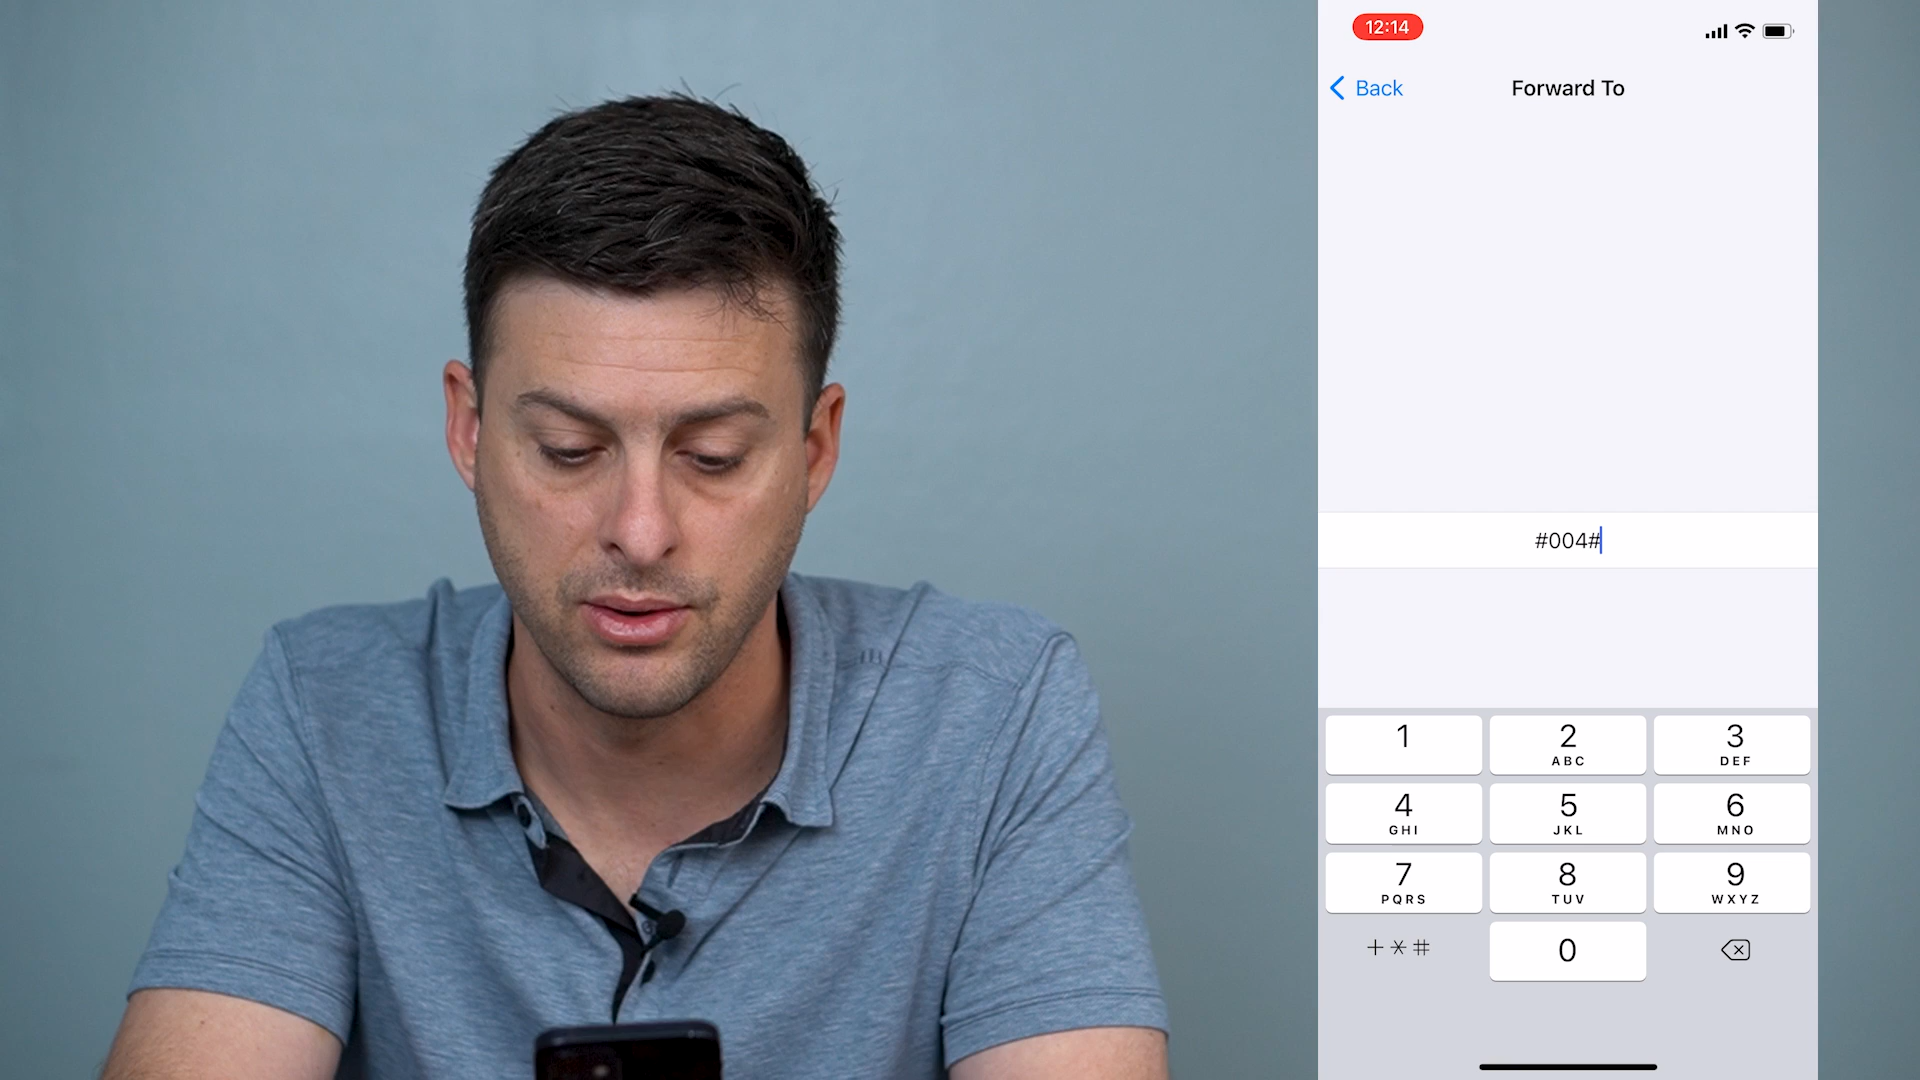 12:14
Back
Forward To
#004#
1
2
ABC
3
DEF
4
GHI
5
JKL
6
MNO
7
PQRS
8
TUV
9
WXYZ
+*#
0